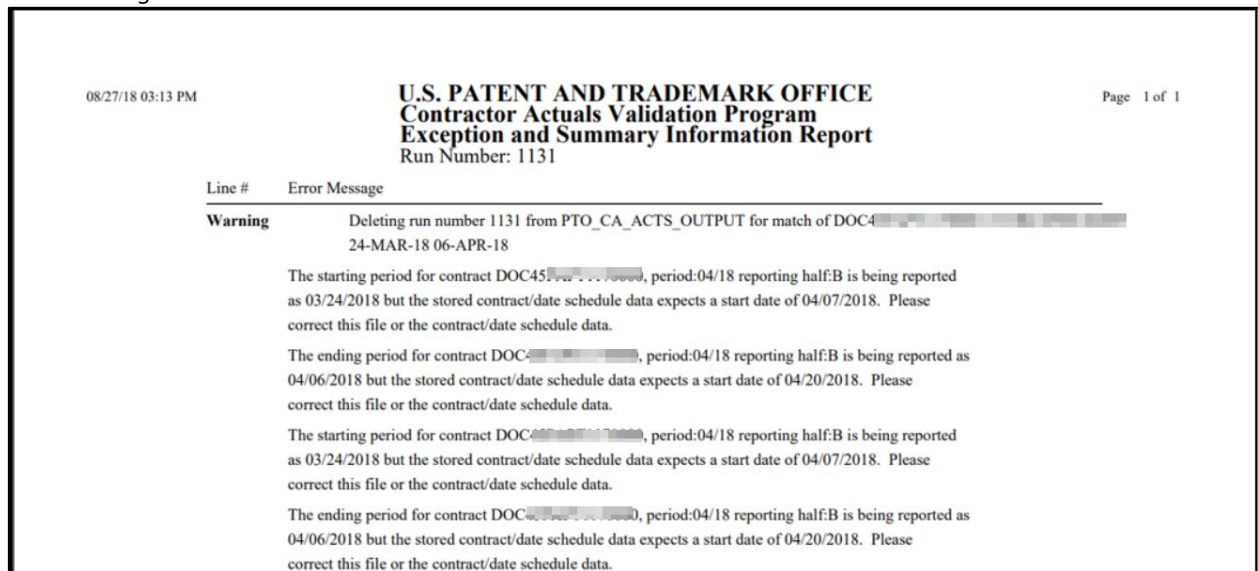 08/27/18 03:13 PM
U.S. PATENT AND TRADEMARK OFFICE
Page 1 of 1
Contractor Actuals Validation Program
Exception and Summary Information Report
Run Number: 1131
Line # Error Message
Warning Deleting run number 1131 from PTO_CA_ACTS_OUTPUT for match of
24-MAR-18 06-APR-18
The starting period for contract period:04/18 reporting half:B is being reported
as 03/24/2018 but the stored contract/date schedule data expects a start date of 04/07/2018. Please
correct this file or the contract/date schedule data.
The ending period for contract period:04/18 reporting half:B is being reported as
04/06/2018 but the stored contract/date schedule data expects a start date of 04/20/2018. Please
correct this file or the contract/date schedule data.
The starting period for contract period:04/18 reporting half:B is being reported
as 03/24/2018 but the stored contract/date schedule data expects a start date of 04/07/2018. Please
correct this file or the contract/date schedule data.
The ending period for contract period:04/18 reporting half:B is being reported as
04/06/2018 but the stored contract/date schedule data expects a start date of 04/20/2018. Please
correct this file or the contract/date schedule data.